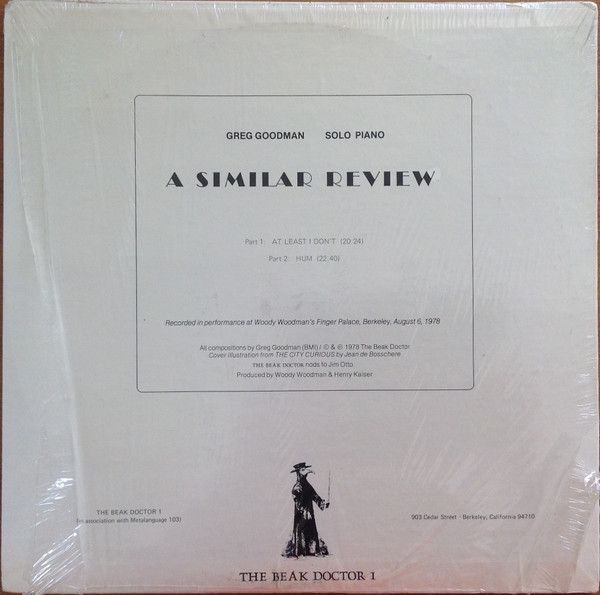 GREG GOODMAN SOLO PIANO
A SIMILAR REVIEW
Part 1: AT LEAST I DON'T (20:24)
Part 2: HUM (22:40)
Recorded in performance at Woody Woodman's Finger Palace, Berkeley, August 6, 1978
All compositions by Greg Goodman (BMI) / © & ℗ 1978 The Beak Doctor
Cover illustration from THE CITY CURIOUS by Jean de Bosschere
THE BEAK DOCTOR nods to Jim Otto.
Produced by Woody Woodman & Henry Kaiser
THE BEAK DOCTOR 1
(in association with Metalanguage 103)
903 Cedar Street · Berkeley, California 94710
THE BEAK DOCTOR 1